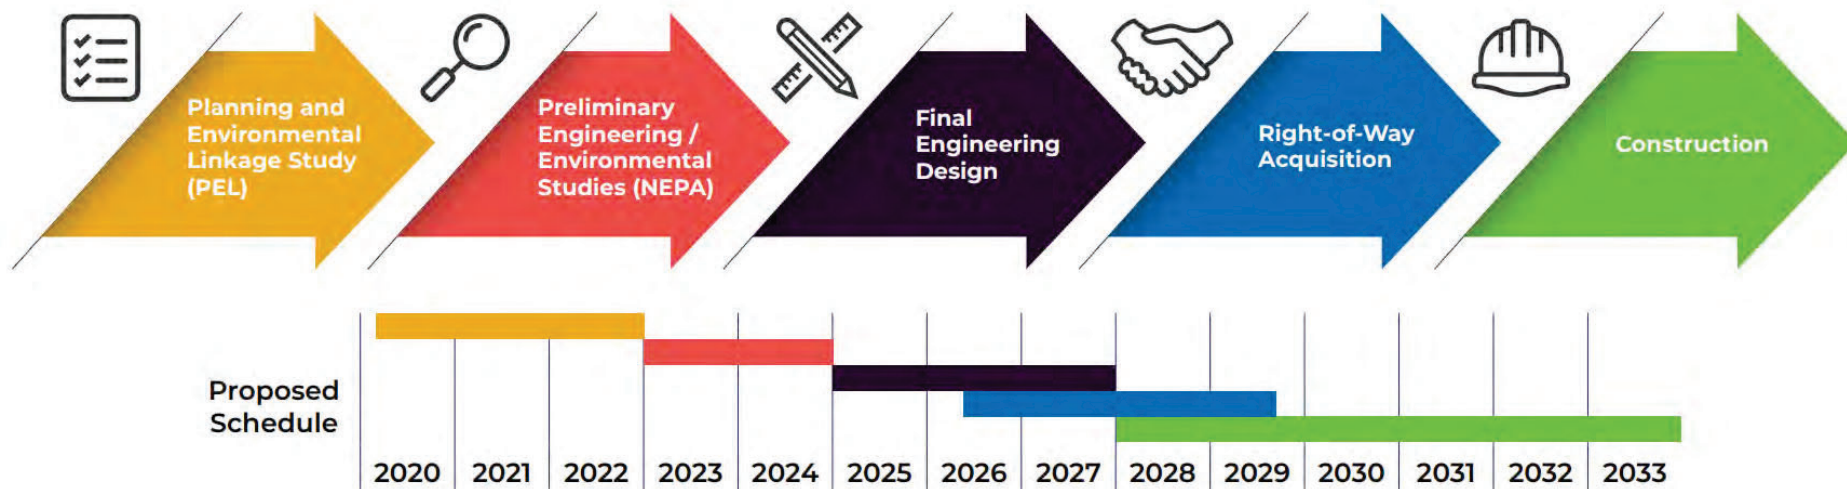 Planning and
Environmental
Linkage Study
(PEL)
Preliminary
Engineering /
Environmental
Studies (NEPA)
Final
Engineering
Design
Right-of-Way
Acquisition
Construction
Proposed
Schedule
2020 2021 2022 2023 2024 2025 2026 2027 2028 2029 2030 2031 2032 2033